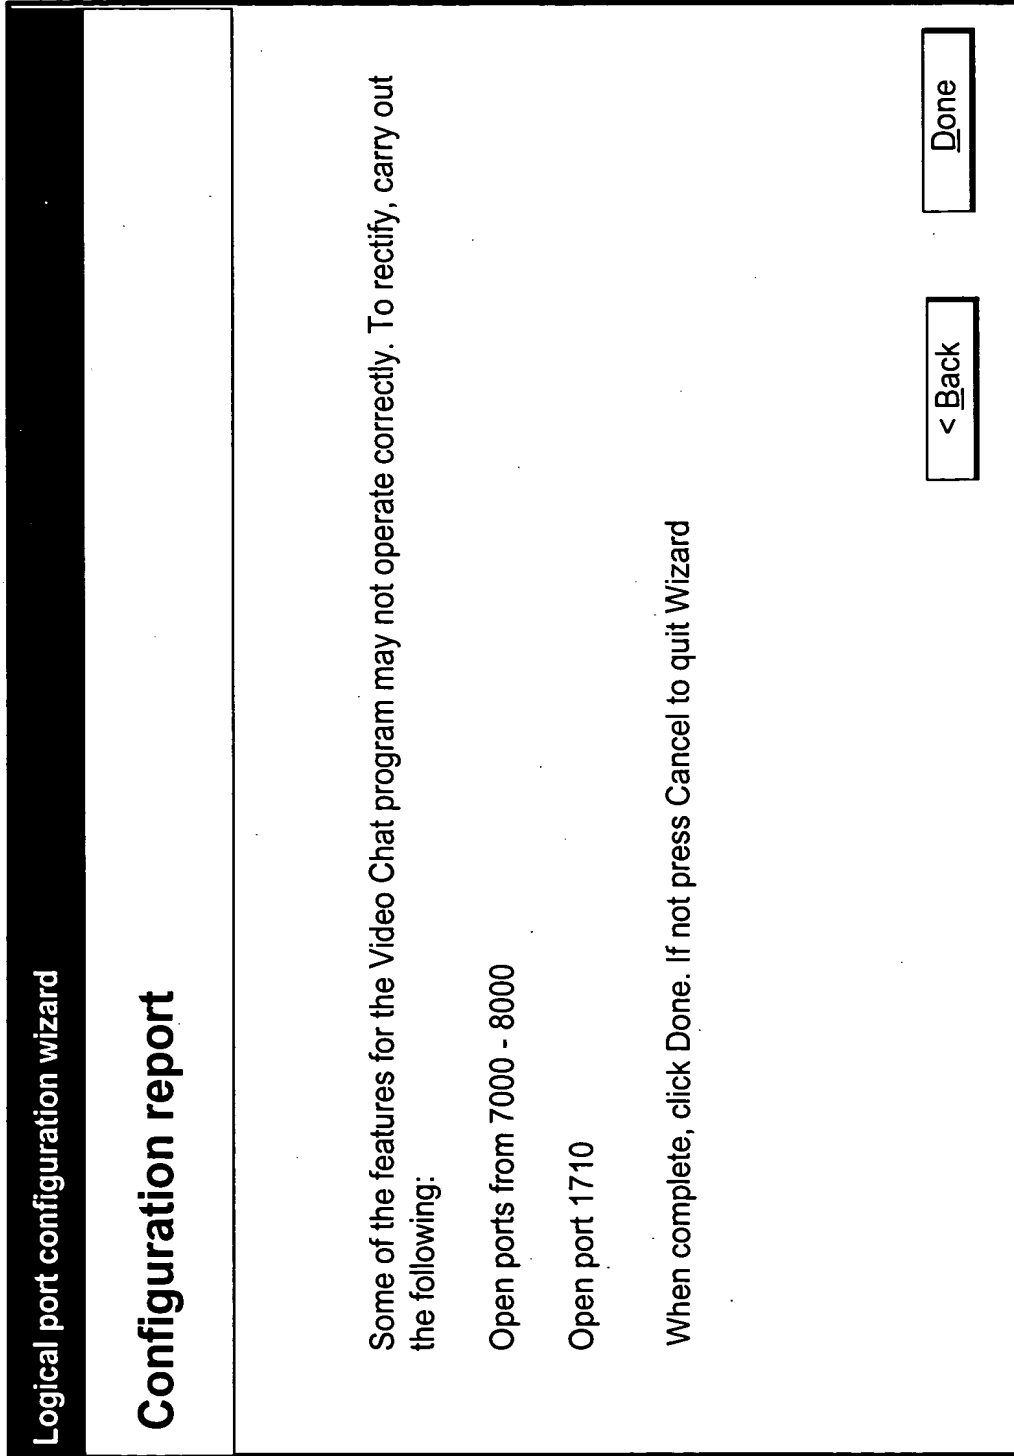 Logical port configuration wizard
Configuration report
Some of the features for the Video Chat program may not operate correctly. To rectify, carry out
the following:
Open ports from 7000 - 8000
Open port 1710
When complete, click Done. If not press Cancel to quit Wizard
< Back
Done